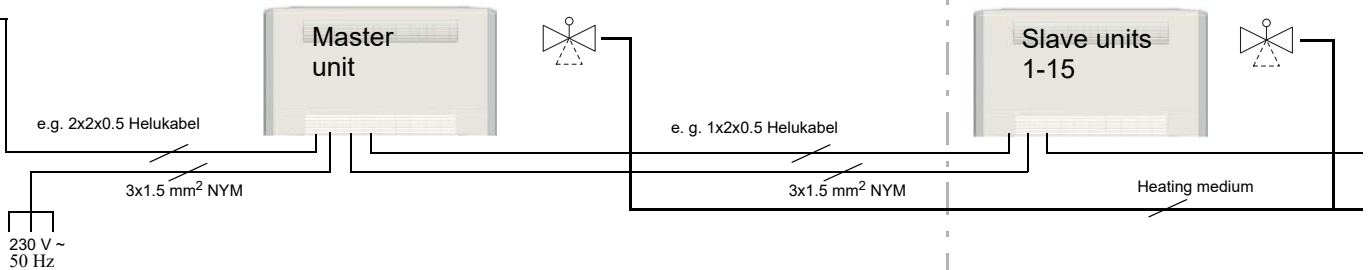 Master
unit
Slave units
1-15
e.g. 2x2x0.5 Helukabel
e. g. 1x2x0.5 Helukabel
3x1.5 mm² NYM
3x1.5 mm² NYM
Heating medium
230 V ~
50 Hz